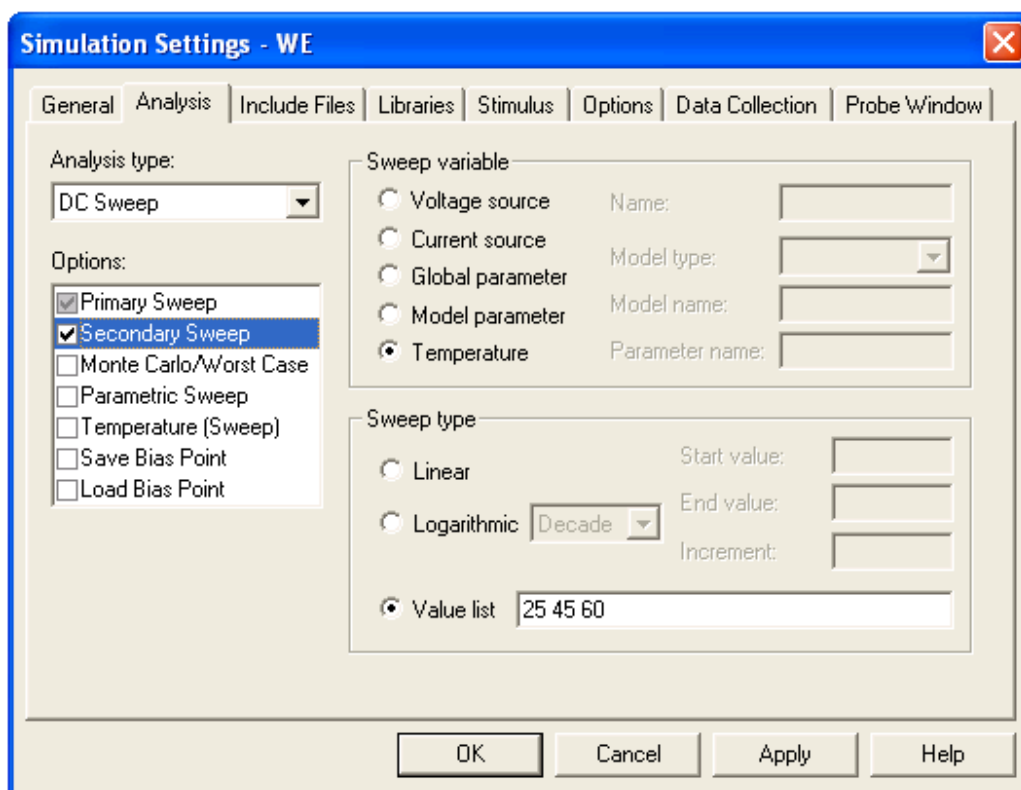 Simulation Settings - WE
General Analysis Include Files Libraries Stimulus Options Data Collection Probe Window
Analysis type:
DC Sweep
Options:
Primary Sweep
Secondary Sweep
Monte Carlo/Worst Case
Parametric Sweep
Temperature (Sweep)
Save Bias Point
Load Bias Point
Sweep variable
Voltage source
Current source
Global parameter
Model parameter
Temperature
Name:
Model type:
Model name:
Parameter name:
Sweep type
Linear
Logarithmic Decade
Start value:
End value:
Increment:
Value list 25 45 60
OK Cancel Apply Help